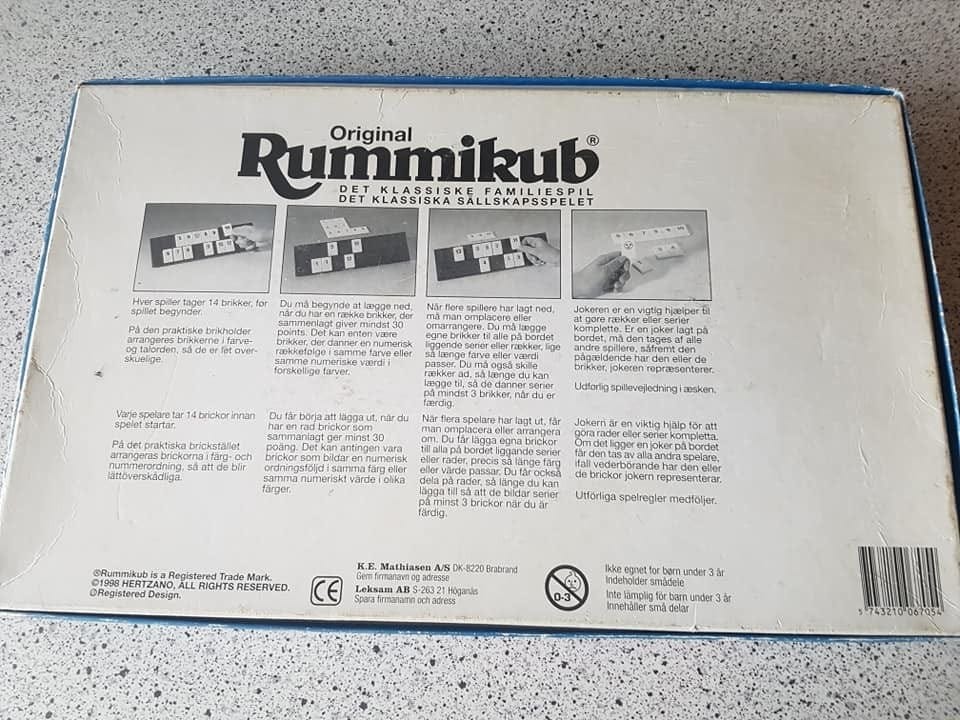 Original
Rummikub®
DET KLASSISKE FAMILIESPIL
DET KLASSISKA SÄLLSKAPSSPELET
Hver spiller tager 14 brikker, før
spillet begynder.
På den praktiske brikholder
arrangeres brikkerne i farve-
og talorden, så de er let over-
skuelige.
Du må begynde at lægge ned,
når du har en række brikker, der
sammenlagt giver mindst 30
points. Det kan enten være
brikker, der danner en numerisk
rækkefølge i samme farve eller
samme numeriske værdi i
forskellige farver.
Når flere spillere har lagt ned,
må man omplacere eller
omarrangere. Du må lægge
egne brikker til alle på bordet
liggende serier eller rækker, lige
så længe farve eller værdi
passer. Du må også skille
rækker ad, så længe du kan
lægge til, så de danner serier
på mindst 3 brikker, når du er
færdig.
Jokeren er en vigtig hjælper til
at gøre rækker eller serier
komplette. Er en joker lagt på
bordet, må den tages af alle
andre spillere, såfremt den
pågældende har den eller de
brikker, jokeren repræsenterer.
Udførlig spillevejledning i æsken.
Varje spelare tar 14 brickor innan
spelet startar.
På det praktiska brickstället
arrangeras brickorna i färg- och
nummerordning, så att de blir
lättöverskådliga.
Du får börja att lägga ut, när du
har en rad brickor som
sammanlagt ger minst 30
poäng. Det kan antingen vara
brickor som bildar en numerisk
ordningsföljd i samma färg eller
samma numeriskt värde i olika
färger.
När flera spelare har lagt ut, får
man omplacera eller arrangera
om. Du får lägga egna brickor
till alla på bordet liggande serier
eller rader, precis så länge färg
eller värde passar. Du får också
dela på rader, så länge du kan
lägga till så att de bildar serier
på minst 3 brickor när du är
färdig.
Jokern är en viktig hjälp för att
göra rader eller serier kompletta.
Om det ligger en joker på bordet
får den tas av alla andra spelare,
ifall vederbörande har den eller
de brickor jokern representerar.
Utförliga spelregler medföljer.
®Rummikub is a Registered Trade Mark.
©1998 HERTZANO, ALL RIGHTS RESERVED.
Registered Design.
CE
K.E. Mathiasen A/S DK-8220 Brabrand
Gem firmanavn og adresse
Leksam AB S-263 21 Höganäs
Spara firmanamn och adress
0-3
Ikke egnet for børn under 3 år
Indeholder smådele
Inte lämplig för barn under 3 år
Innehåller små delar
5 743210 067054